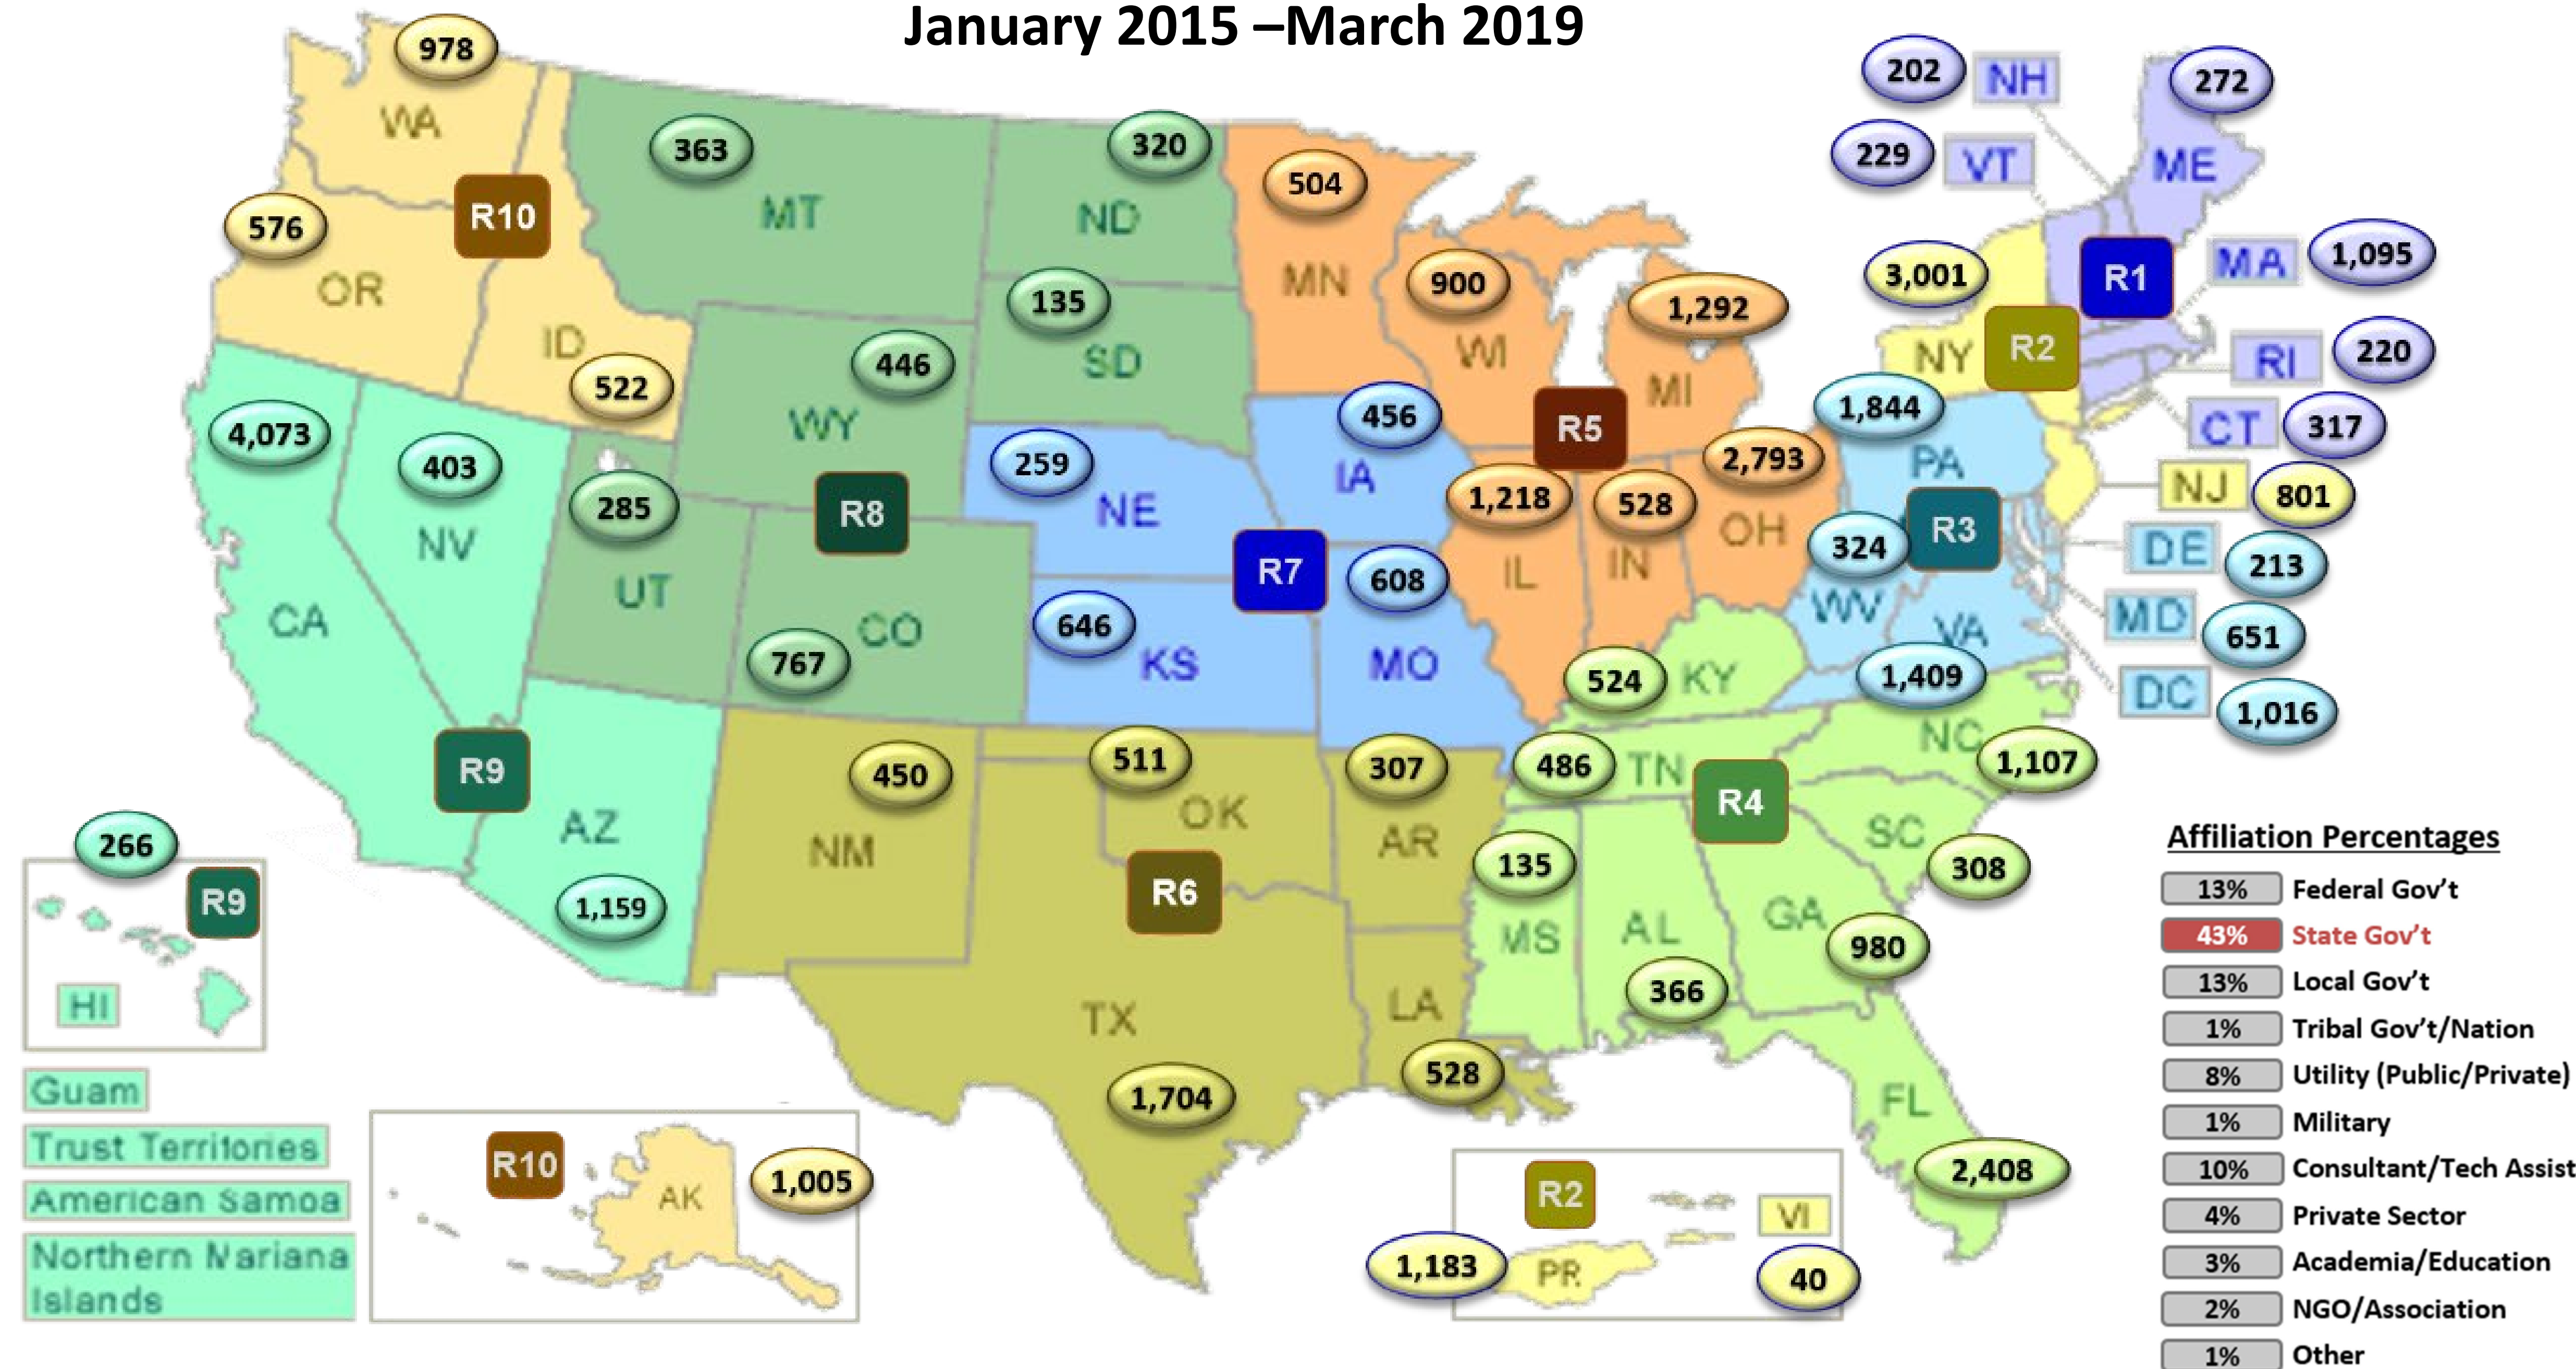 January 2015 –March 2019
978
WA
R10
576
OR
ID
522
363
MT
320
ND
135
SD
446
WY
R8
285
UT
767
CO
4,073
CA
403
NV
R9
AZ
1,159
266
R9
HI
Guam
Trust Territories
American Samoa
Northern Mariana
Islands
R10
AK
1,005
504
MN
900
WI
1,292
MI
R5
1,218
IL
528
IN
2,793
OH
456
IA
259
NE
R7
646
KS
608
MO
450
NM
511
OK
307
AR
R6
TX
1,704
LA
528
524
KY
486
TN
R4
NC
1,107
SC
308
135
MS
AL
366
GA
980
FL
2,408
R2
VI
1,183
PR
40
202
NH
272
229
VT
ME
R1
MA
1,095
3,001
NY
R2
RI
220
CT
317
NJ
801
1,844
PA
R3
324
WV
VA
1,409
DE
213
MD
651
DC
1,016
Affiliation Percentages
13% Federal Gov’t
43% State Gov’t
13% Local Gov’t
1% Tribal Gov’t/Nation
8% Utility (Public/Private)
1% Military
10% Consultant/Tech Assist
4% Private Sector
3% Academia/Education
2% NGO/Association
1% Other